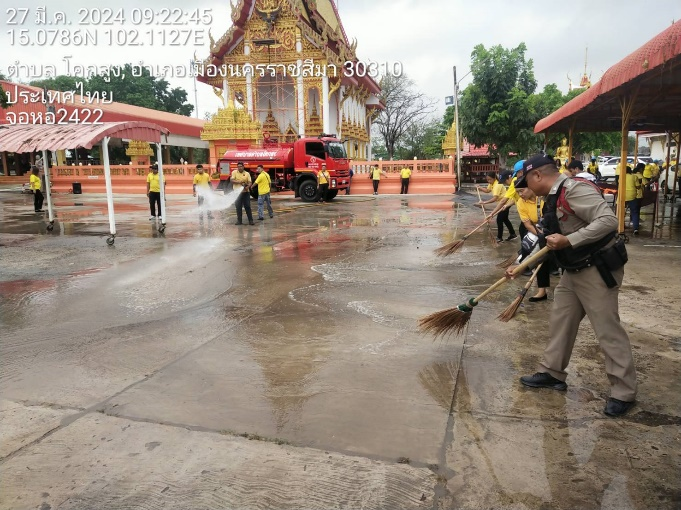 27 มี.ค. 2024 09:22:45
15.0786N 102.1127E
ตำบล โคกสูง, อำเภอเมืองนครราชสีมา 30310
ประเทศไทย
จอหอ2422